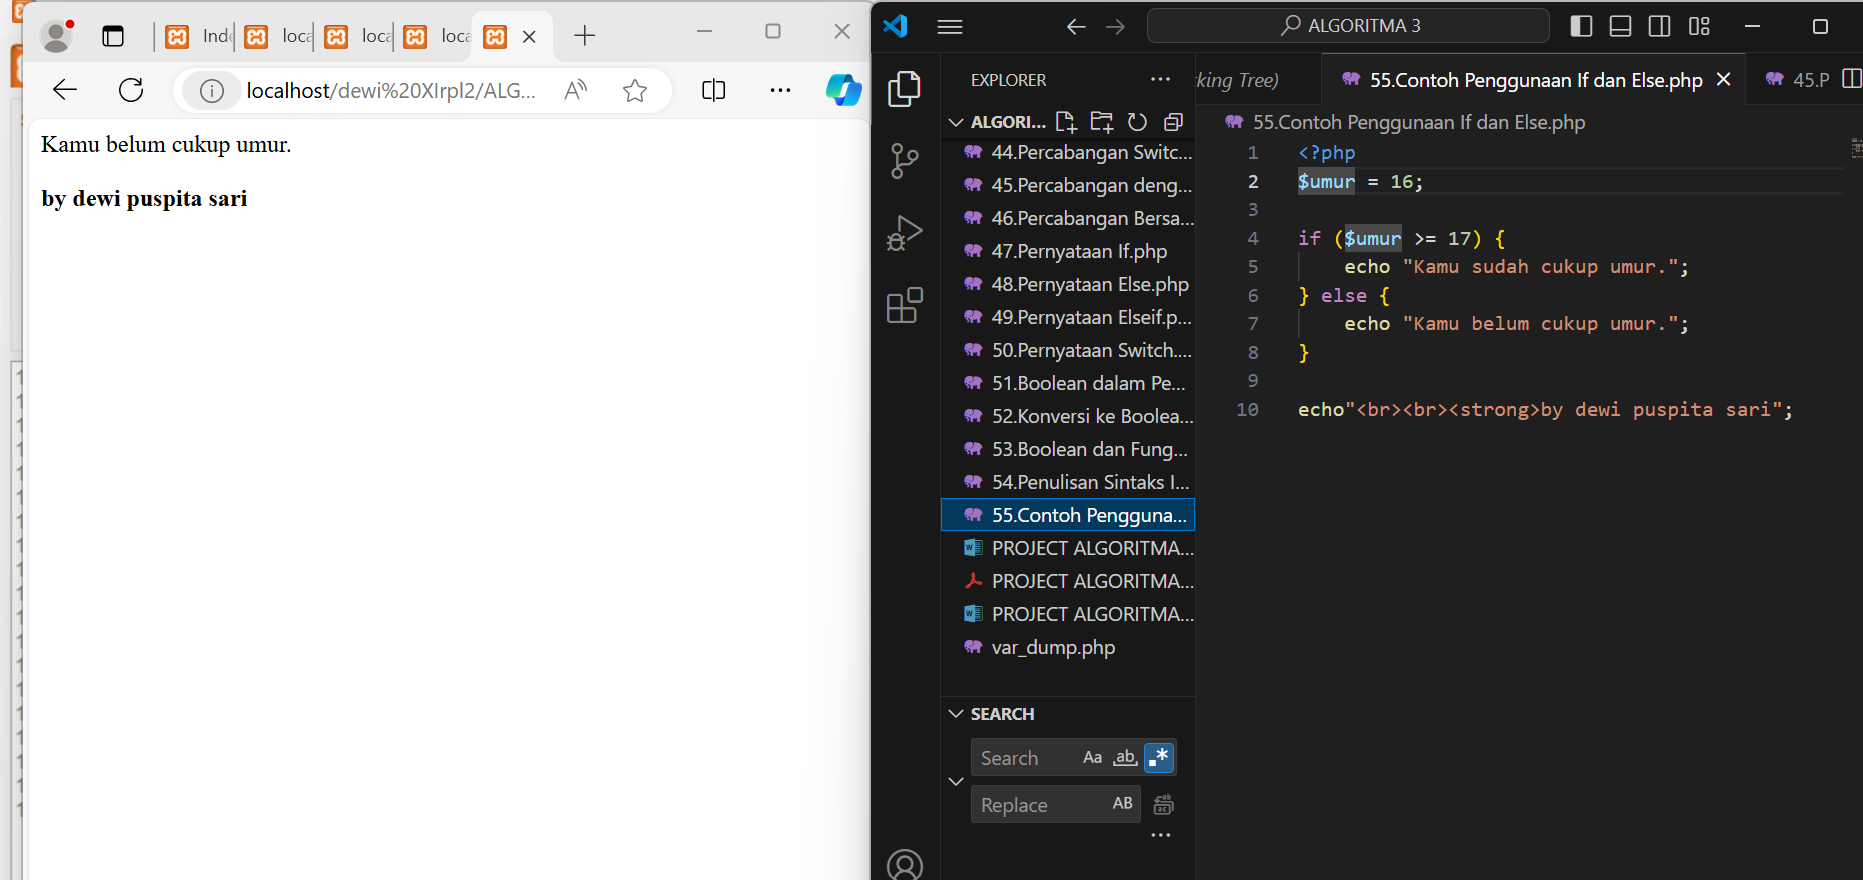 Inde
loca
loca
loca
localhost/dewi%20XIrpl2/ALG...
Kamu belum cukup umur.
by dewi puspita sari
ALGORITMA 3
EXPLORER
ALGORI...
44.Percabangan Switc...
45.Percabangan deng...
46.Percabangan Bersa...
47.Pernyataan If.php
48.Pernyataan Else.php
49.Pernyataan Elseif.p...
50.Pernyataan Switch....
51.Boolean dalam Pe...
52.Konversi ke Boolea...
53.Boolean dan Fung...
54.Penulisan Sintaks I...
55.Contoh Pengguna...
PROJECT ALGORITMA...
PROJECT ALGORITMA...
PROJECT ALGORITMA...
var_dump.php
SEARCH
Search
Aa
ab
.*
Replace
AB
king Tree)
55.Contoh Penggunaan If dan Else.php
45.P
55.Contoh Penggunaan If dan Else.php
1 <?php
2 $umur = 16;
3
4 if ($umur >= 17) {
5     echo "Kamu sudah cukup umur.";
6 } else {
7     echo "Kamu belum cukup umur.";
8 }
9
10 echo"<br><br><strong>by dewi puspita sari";